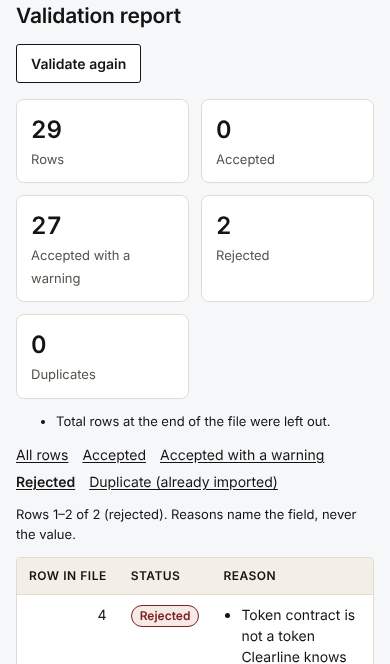 Validation report
Validate again
29
Rows
0
Accepted
27
Accepted with a
warning
2
Rejected
0
Duplicates
• Total rows at the end of the file were left out.
All rows Accepted Accepted with a warning
Rejected Duplicate (already imported)
Rows 1–2 of 2 (rejected). Reasons name the field, never
the value.
ROW IN FILE STATUS REASON
4 Rejected • Token contract is
not a token
Clearline knows